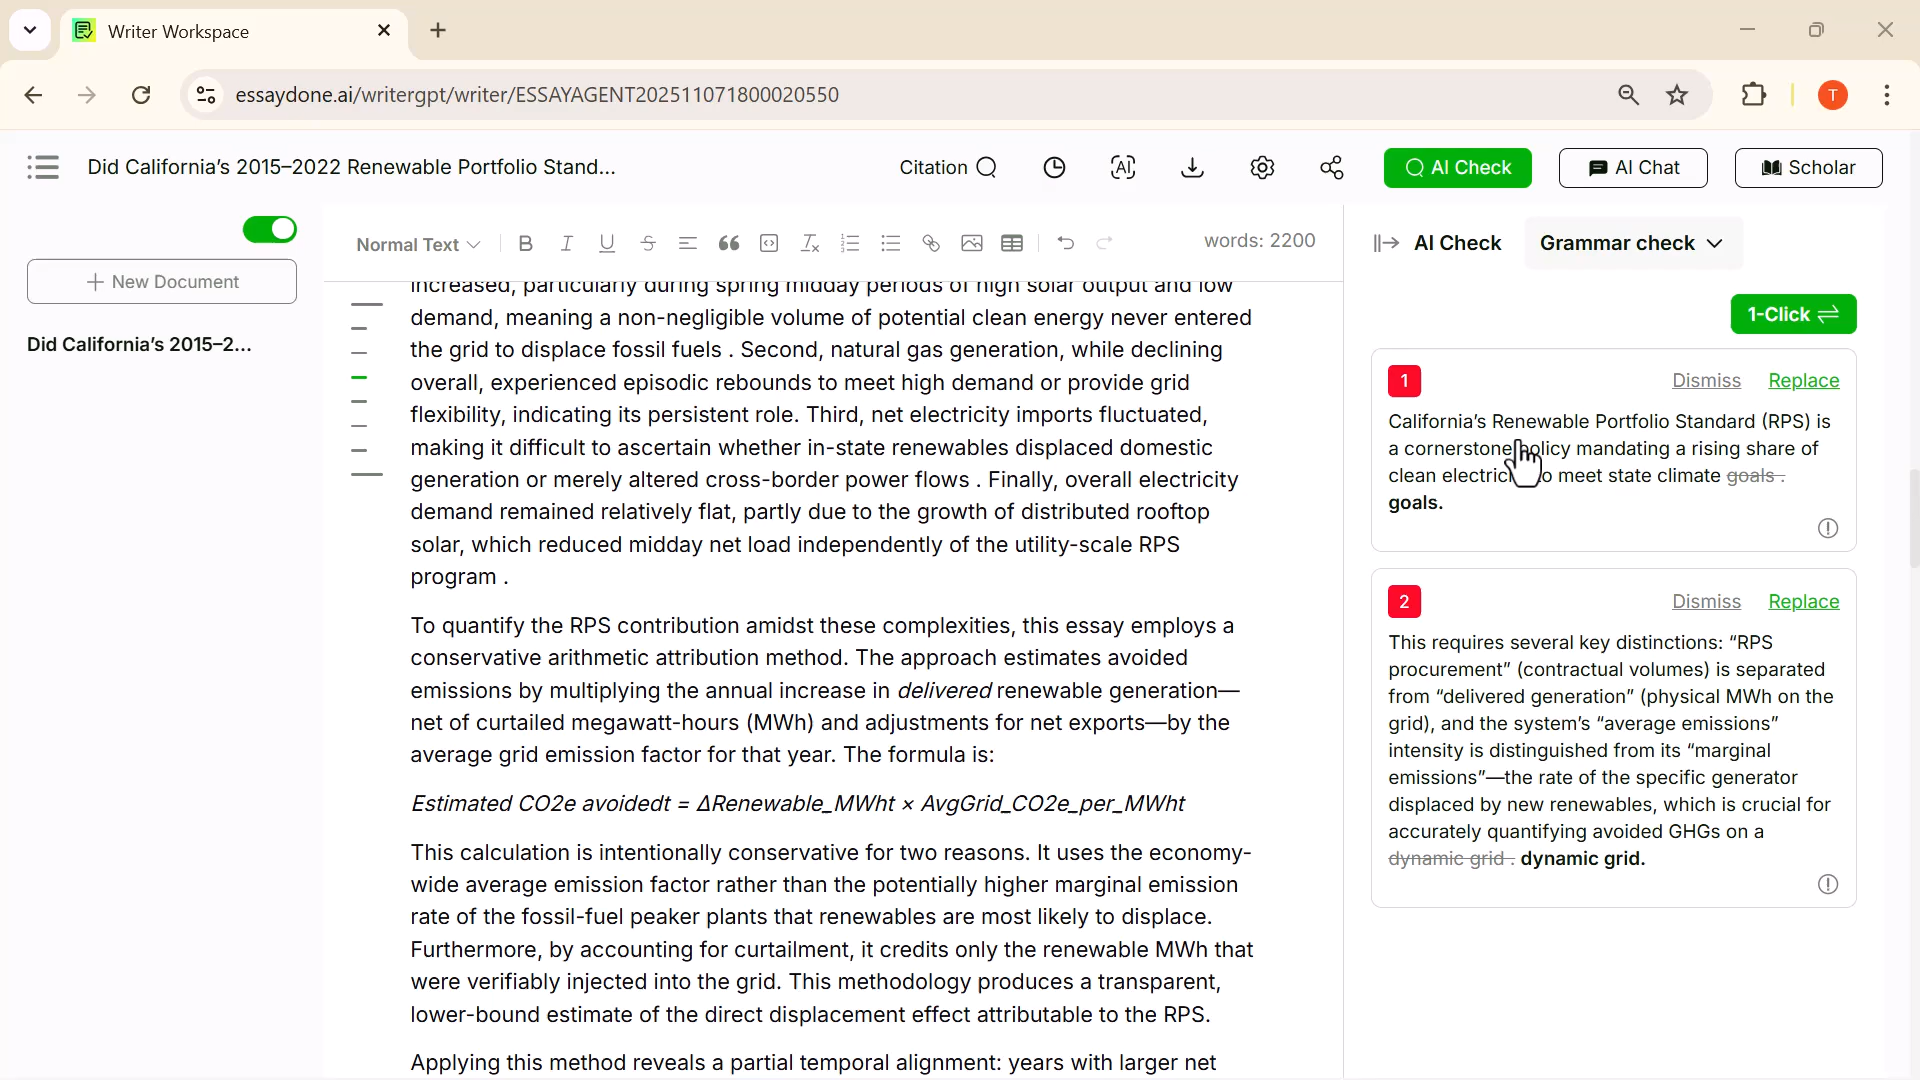 Writer Workspace
essaydone.ai/writergpt/writer/ESSAYAGENT202511071800020550
T
Did California’s 2015–2022 Renewable Portfolio Stand...
Citation
AI
AI Check
AI Chat
Scholar
New Document
Did California’s 2015–2...
Normal Text
B I U S
words: 2200
increased, particularly during spring midday periods of high solar output and low
demand, meaning a non-negligible volume of potential clean energy never entered
the grid to displace fossil fuels . Second, natural gas generation, while declining
overall, experienced episodic rebounds to meet high demand or provide grid
flexibility, indicating its persistent role. Third, net electricity imports fluctuated,
making it difficult to ascertain whether in-state renewables displaced domestic
generation or merely altered cross-border power flows . Finally, overall electricity
demand remained relatively flat, partly due to the growth of distributed rooftop
solar, which reduced midday net load independently of the utility-scale RPS
program .
To quantify the RPS contribution amidst these complexities, this essay employs a
conservative arithmetic attribution method. The approach estimates avoided
emissions by multiplying the annual increase in delivered renewable generation—
net of curtailed megawatt-hours (MWh) and adjustments for net exports—by the
average grid emission factor for that year. The formula is:
Estimated CO2e avoidedt = ΔRenewable_MWht × AvgGrid_CO2e_per_MWht
This calculation is intentionally conservative for two reasons. It uses the economy-
wide average emission factor rather than the potentially higher marginal emission
rate of the fossil-fuel peaker plants that renewables are most likely to displace.
Furthermore, by accounting for curtailment, it credits only the renewable MWh that
were verifiably injected into the grid. This methodology produces a transparent,
lower-bound estimate of the direct displacement effect attributable to the RPS.
Applying this method reveals a partial temporal alignment: years with larger net
AI Check
Grammar check
1-Click
1
Dismiss
Replace
California’s Renewable Portfolio Standard (RPS) is
a cornerstone policy mandating a rising share of
clean electricity to meet state climate goals .
goals.
2
Dismiss
Replace
This requires several key distinctions: “RPS
procurement” (contractual volumes) is separated
from “delivered generation” (physical MWh on the
grid), and the system’s “average emissions”
intensity is distinguished from its “marginal
emissions”—the rate of the specific generator
displaced by new renewables, which is crucial for
accurately quantifying avoided GHGs on a
dynamic grid . dynamic grid.